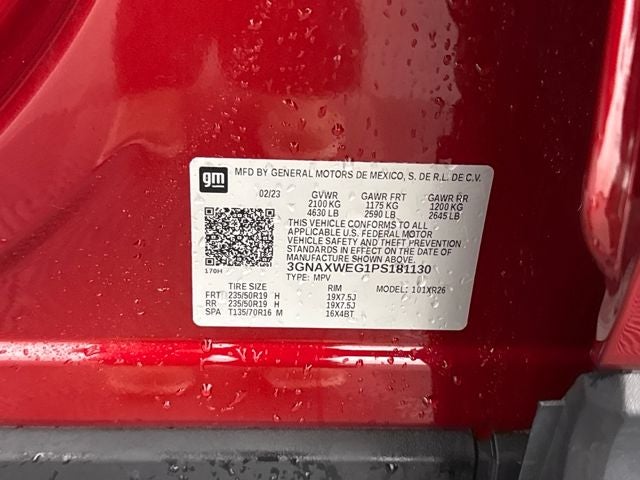 gm MFD BY GENERAL MOTORS DE MEXICO, S. DE R.L. DE C.V.
02/23 GVWR GAWR FRT GAWR RR
2100 KG 1175 KG 1200 KG
4630 LB 2590 LB 2645 LB
THIS VEHICLE CONFORMS TO ALL
APPLICABLE U.S. FEDERAL MOTOR
VEHICLE SAFETY AND THEFT PREVENTION
STANDARDS IN EFFECT ON THE DATE OF
MANUFACTURE SHOWN ABOVE.
170H 3GNAXWEG1PS181130
TYPE: MPV MODEL: 101XR26
TIRE SIZE RIM
FRT 235/50R19 H 19X7.5J
RR 235/50R19 H 19X7.5J
SPA T135/70R16 M 16X4BT